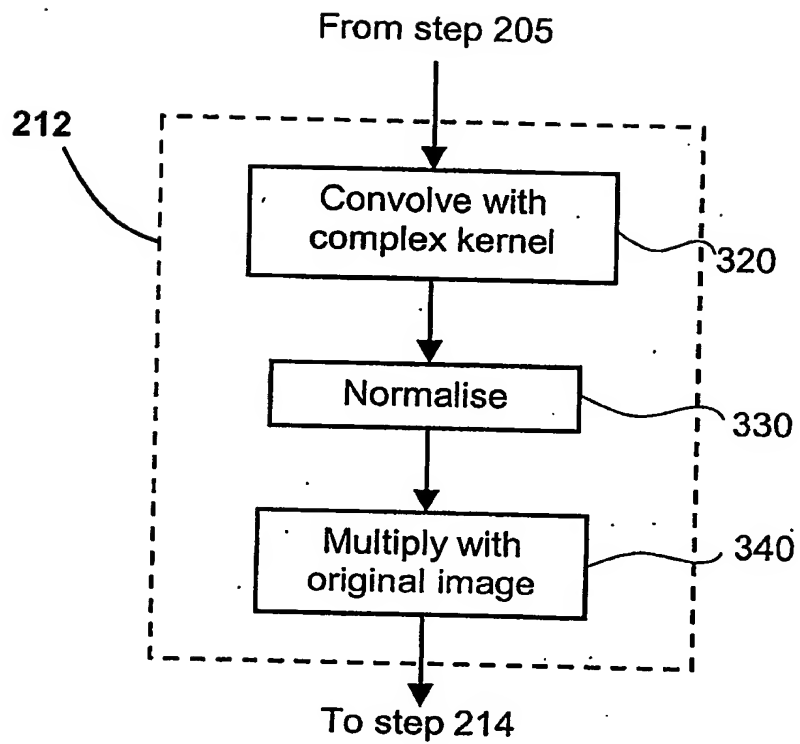 From step 205
212
Convolve with
complex kernel
320
Normalise
330
Multiply with
original image
340
To step 214